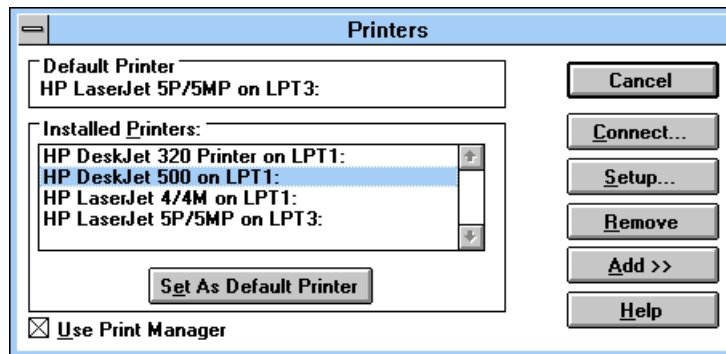 Printers
Default Printer
HP LaserJet 5P/5MP on LPT3:
Installed Printers:
HP DeskJet 320 Printer on LPT1:
HP DeskJet 500 on LPT1:
HP LaserJet 4/4M on LPT1:
HP LaserJet 5P/5MP on LPT3:
Set As Default Printer
Use Print Manager
Cancel
Connect...
Setup...
Remove
Add >>
Help